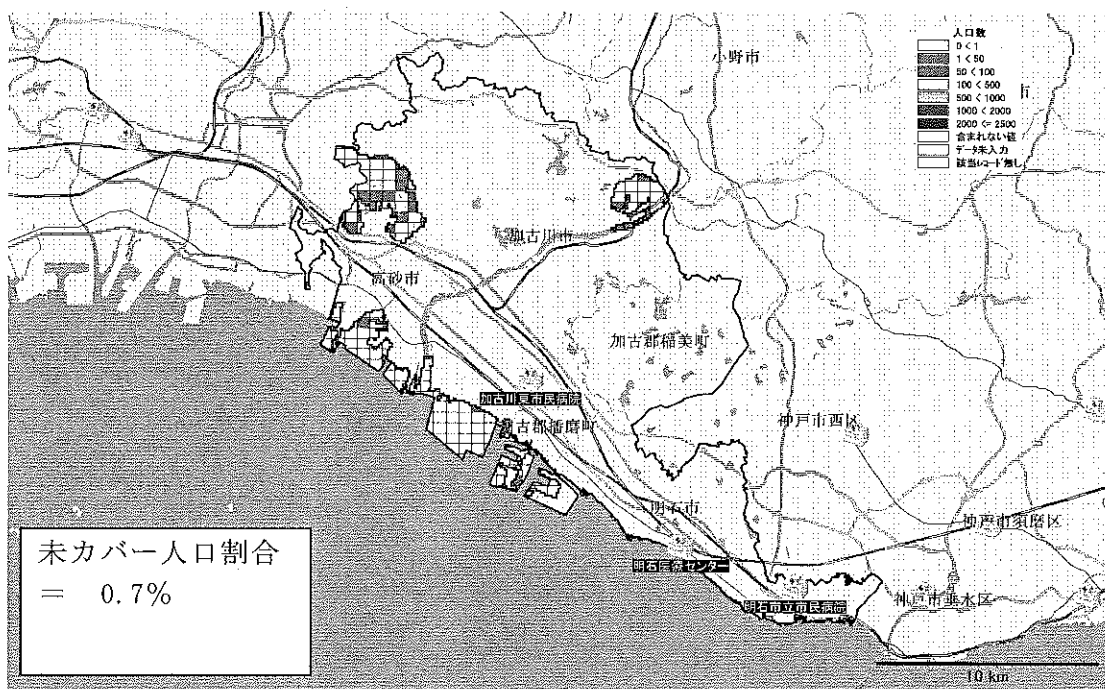 人口数
0 < 1
1 < 50
50 < 100
100 < 500
500 < 1000
1000 < 2000
2000 <= 2500
含まれない値
データ未入力
該当レコード無し
小野市
加古川市
高砂市
加古郡稲美町
加古川東市民病院
加古郡播磨町
神戸市西区
明石市
神戸市須磨区
明石医療センター
明石市立市民病院
神戸市垂水区
未カバー人口割合
= 0.7%
10 km